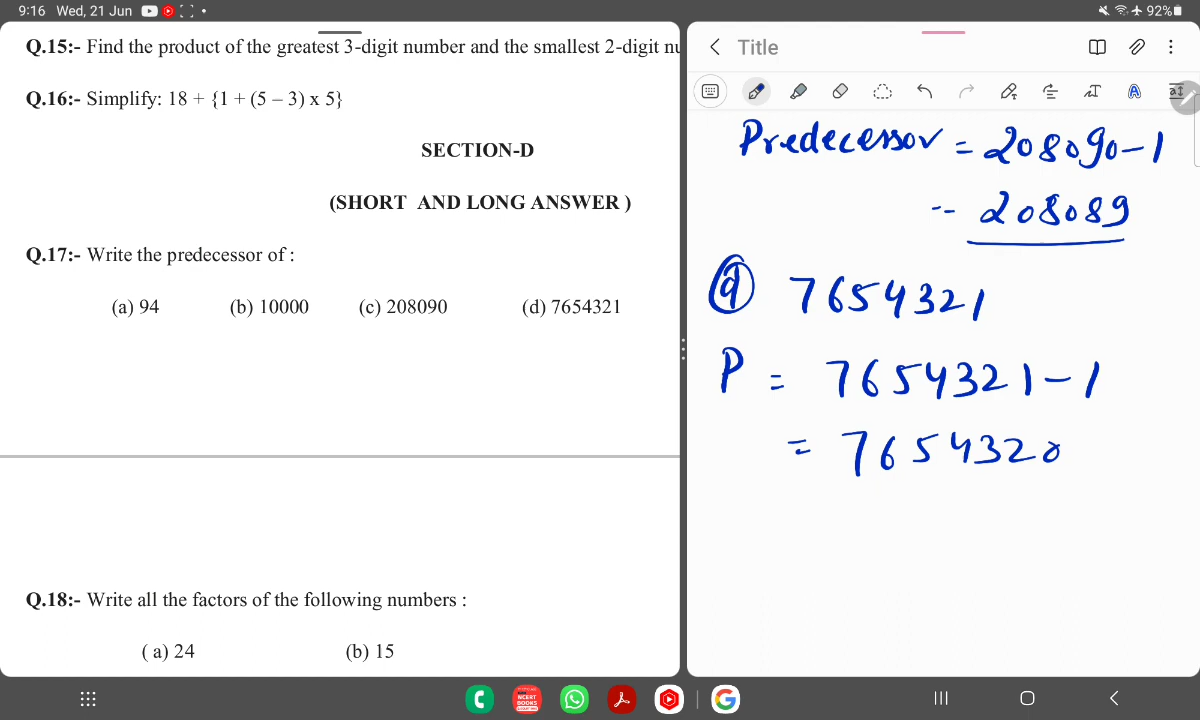 9:16 Wed, 21 Jun
92%
Q.15:- Find the product of the greatest 3-digit number and the smallest 2-digit nu
Q.16:- Simplify: 18 + {1 + (5 – 3) x 5}
SECTION-D
(SHORT AND LONG ANSWER )
Q.17:- Write the predecessor of :
(a) 94 (b) 10000 (c) 208090 (d) 7654321
Q.18:- Write all the factors of the following numbers :
( a) 24 (b) 15
Title
Predecessor = 208090-1
-- 208089
(d) 7654321
P = 7654321-1
= 7654320
NCERT
BOOKS